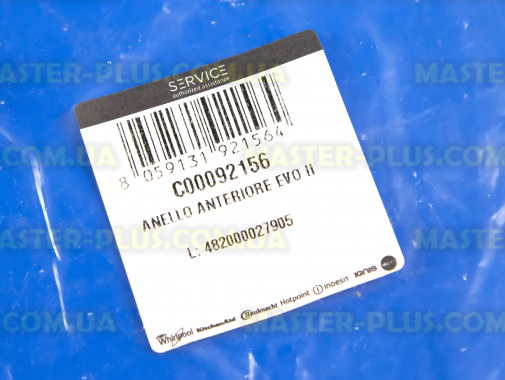 SERVICE
authorized assistance
8 059131 921564
C00092156
ANELLO ANTERIORE EVO II
L: 482000027905
Whirlpool KitchenAid Bauknecht Hotpoint indesit IGNIS
MASTER-PLUS.COM.UA